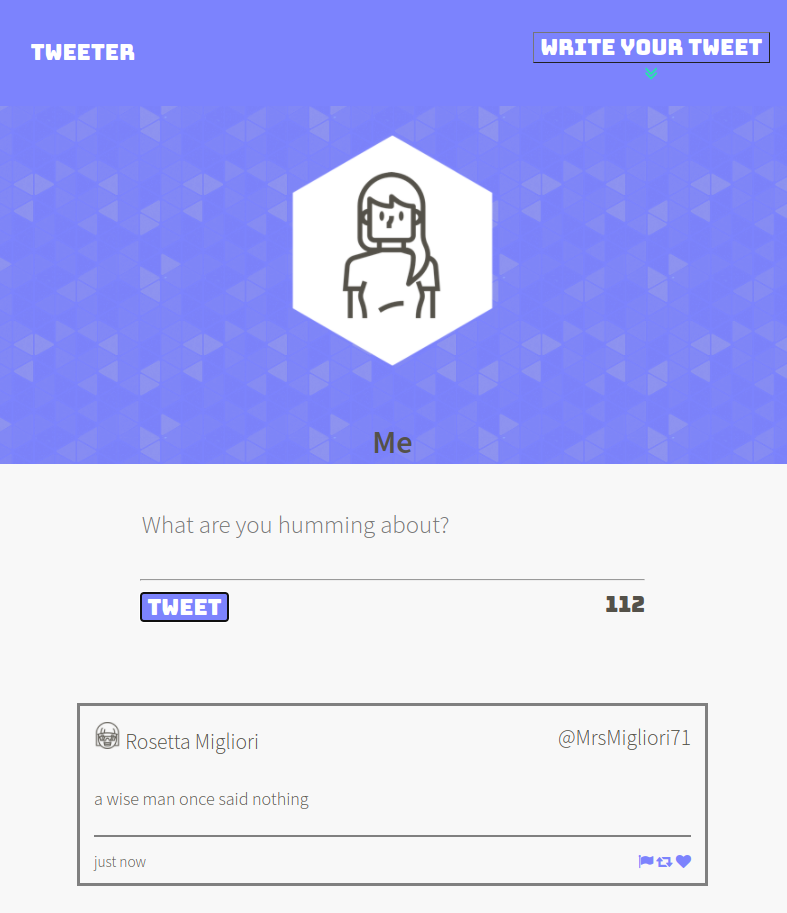 TWEETER
WRITE YOUR TWEET
Me
What are you humming about?
TWEET
112
Rosetta Migliori
@MrsMigliori71
a wise man once said nothing
just now